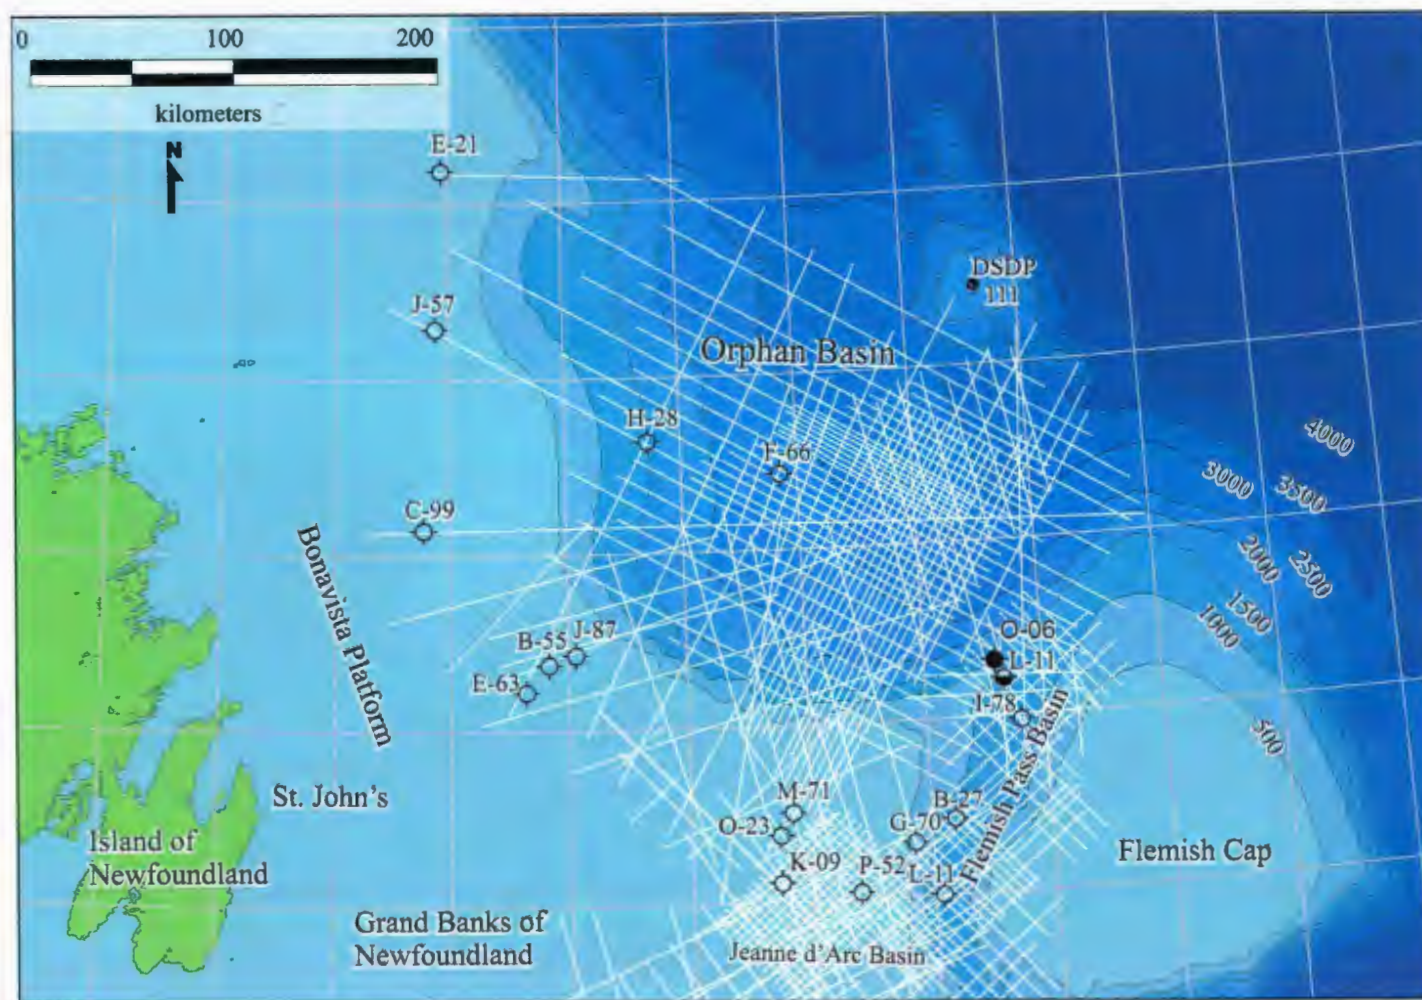 0 100 200
kilometers
N
E-21
DSDP
111
J-57
Orphan Basin
H-28
F-66
4000
3500
3000
2500
2000
1500
1000
500
C-99
Bonavista Platform
B-55
J-87
E-63
O-06
L-11
I-78
Flemish Pass Basin
St. John's
M-71
O-23
B-27
G-70
Island of
Newfoundland
K-09
P-52
L-11
Flemish Cap
Grand Banks of
Newfoundland
Jeanne d'Arc Basin